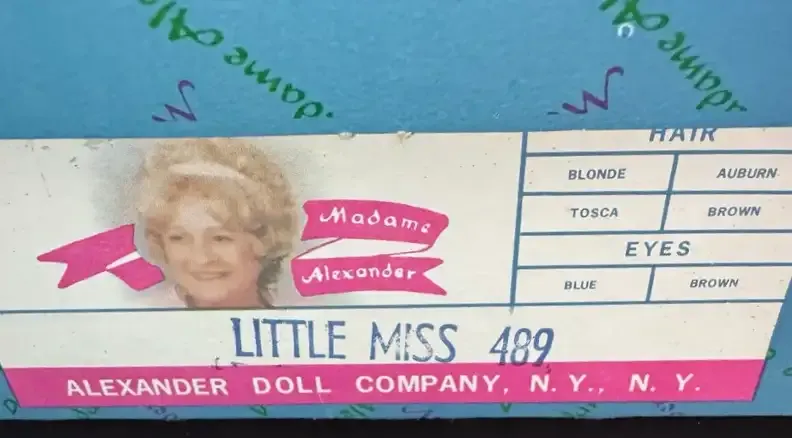 Madame
Alexander
HAIR
BLONDE AUBURN
TOSCA BROWN
EYES
BLUE BROWN
LITTLE MISS 489
ALEXANDER DOLL COMPANY, N. Y., N. Y.